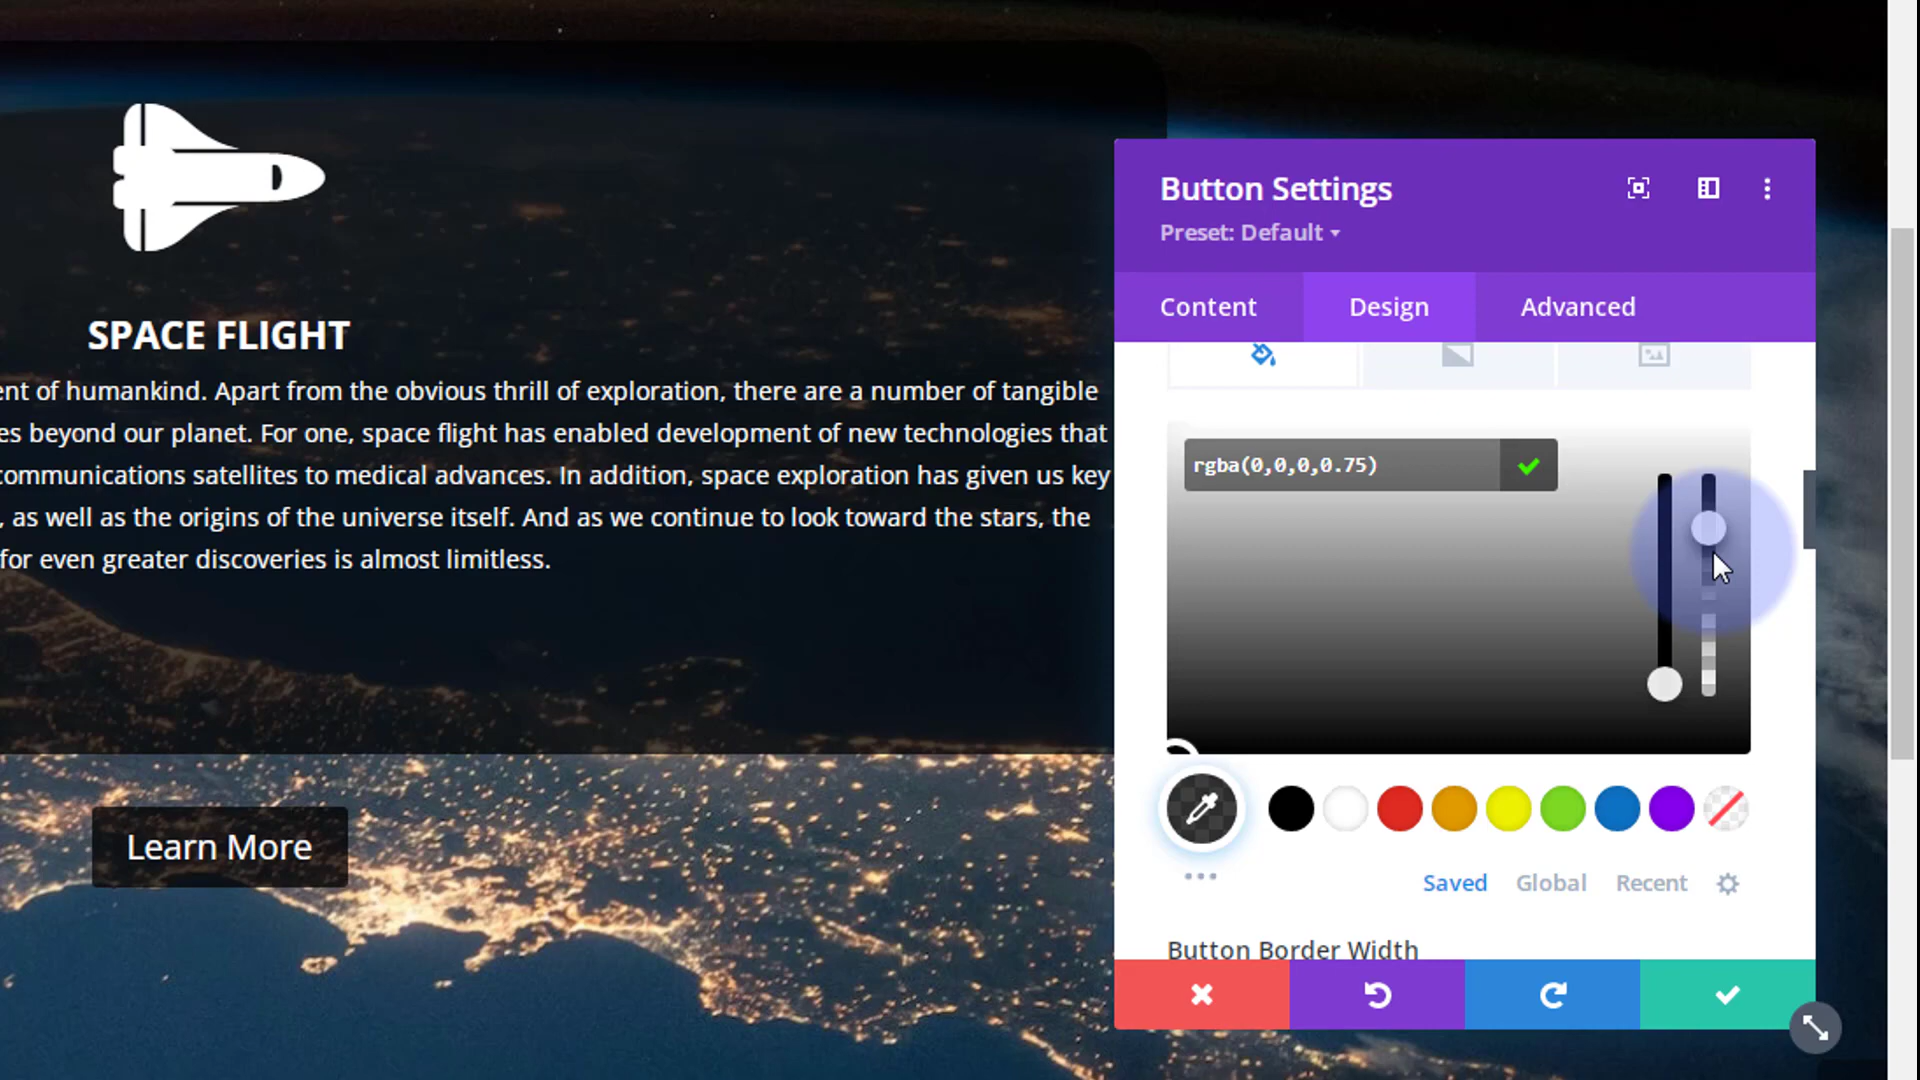 SPACE FLIGHT
ent of humankind. Apart from the obvious thrill of exploration, there are a number of tangible
es beyond our planet. For one, space flight has enabled development of new technologies that
communications satellites to medical advances. In addition, space exploration has given us key
, as well as the origins of the universe itself. And as we continue to look toward the stars, the
for even greater discoveries is almost limitless.
Learn More
Button Settings
Preset: Default
Content Design Advanced
rgba(0,0,0,0.75)
Saved Global Recent
Button Border Width